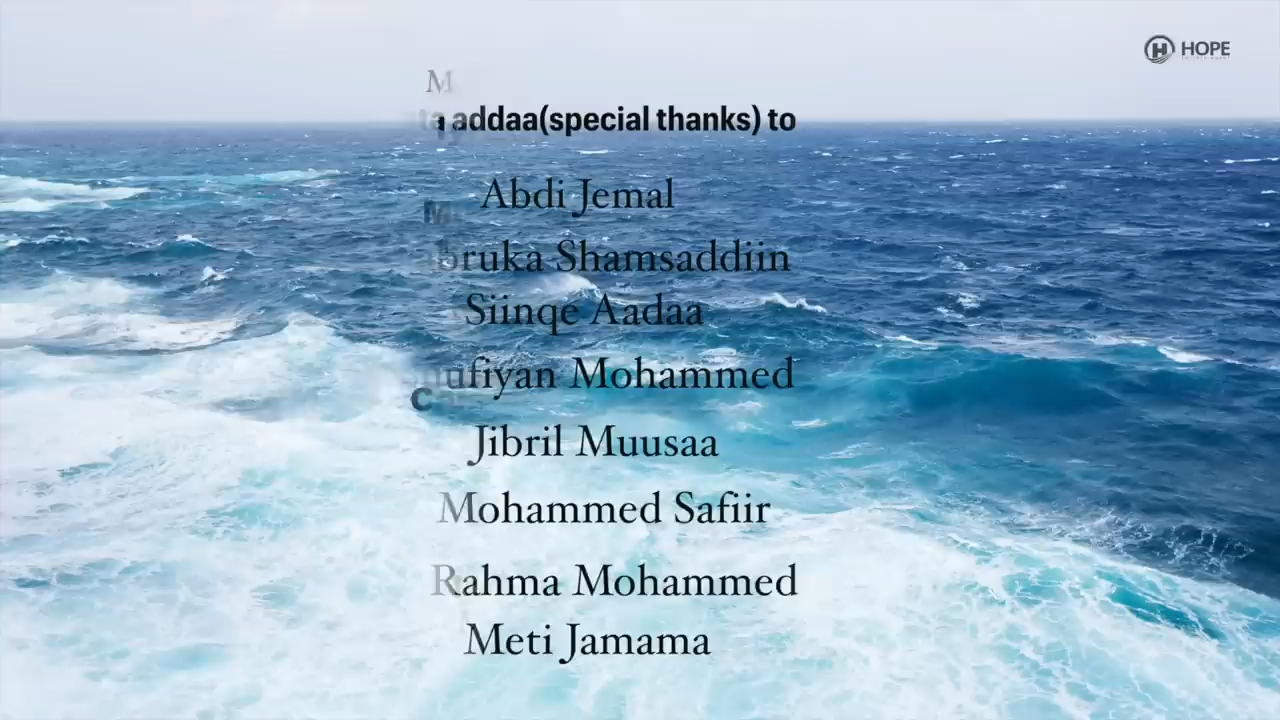 HOPE
addaa(special thanks) to
Abdi Jemal
Shamsaddiin
Siinqe Aadaa
Mohammed
Jibril Muusaa
Mohammed Safiir
Rahma Mohammed
Meti Jamama